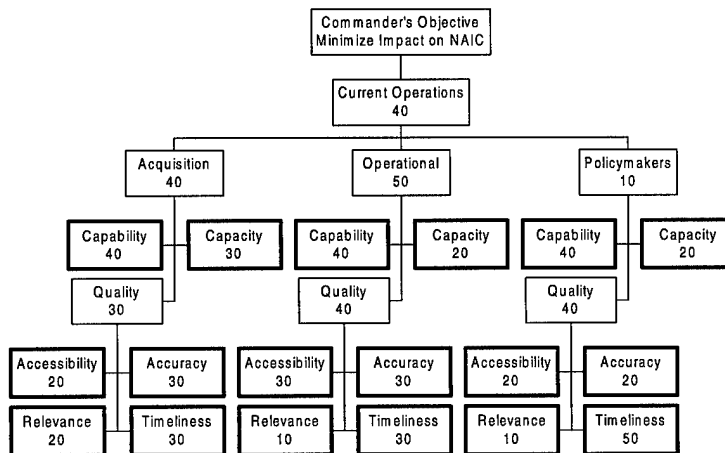 Commander's Objective
Minimize Impact on NAIC
Current Operations
40
Acquisition
40
Operational
50
Policymakers
10
Capability
40
Capacity
30
Capability
40
Capacity
20
Capability
40
Capacity
20
Quality
30
Quality
40
Quality
40
Accessibility
20
Accuracy
30
Accessibility
30
Accuracy
30
Accessibility
20
Accuracy
20
Relevance
20
Timeliness
30
Relevance
10
Timeliness
30
Relevance
10
Timeliness
50